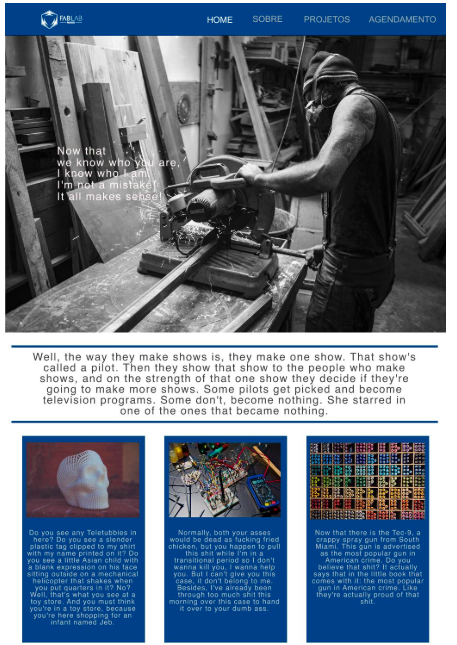 FABLAB
HOME
SOBRE
PROJETOS
AGENDAMENTO
Now that
we know who you are,
I know who I am.
I'm not a mistake!
It all makes sense!
Well, the way they make shows is, they make one show. That show's
called a pilot. Then they show that show to the people who make
shows, and on the strength of that one show they decide if they're
going to make more shows. Some pilots get picked and become
television programs. Some don't, become nothing. She starred in
one of the ones that became nothing.
Do you see any Teletubbies in
here? Do you see a slender
plastic tag clipped to my shirt
with my name printed on it? Do
you see a little Asian child with
a blank expression on his face
sitting outside on a mechanical
helicopter that shakes when
you put quarters in it? No?
Well, that's what you see at a
toy store. And you must think
you're in a toy store, because
you're here shopping for an
infant named Jeb.
Normally, both your asses
would be dead as fucking fried
chicken, but you happen to pull
this shit while I'm in a
transitional period so I don't
wanna kill you, I wanna help
you. But I can't give you this
case, it don't belong to me.
Besides, I've already been
through too much shit this
morning over this case to hand
it over to your dumb ass.
Now that there is the Tec-9, a
crappy spray gun from South
Miami. This gun is advertised
as the most popular gun in
American crime. Do you
believe that shit? It actually
says that in the little book that
comes with it: the most popular
gun in American crime. Like
they're actually proud of that
shit.